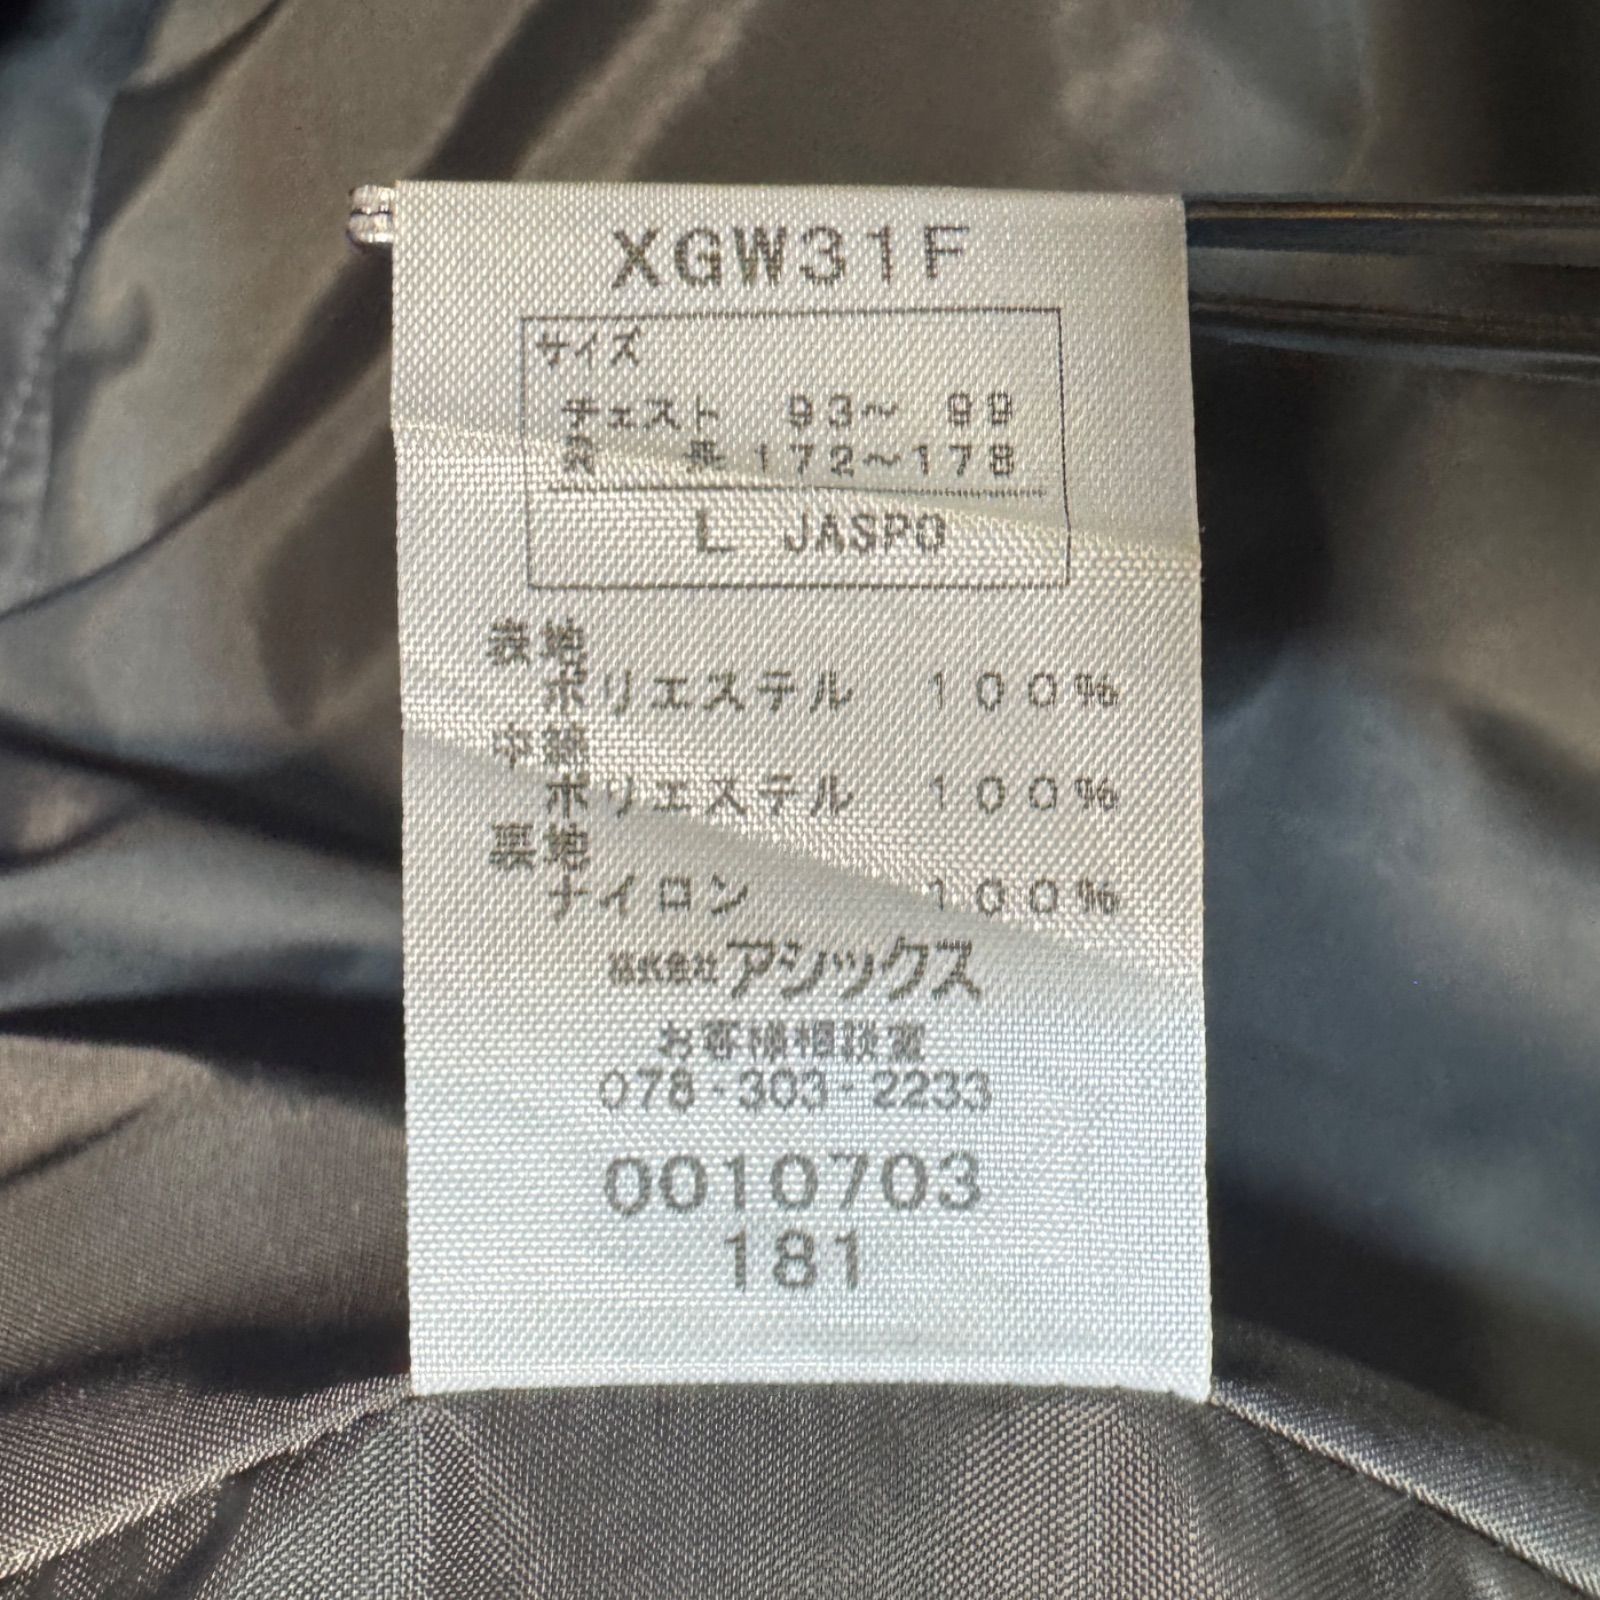 XGW31F
サイズ
チェスト 93～ 99
身 長 172～178
L JASPO
表地
ポリエステル 100%
中綿
ポリエステル 100%
裏地
ナイロン 100%
株式会社アシックス
お客様相談室
078-303-2233
0010703
181